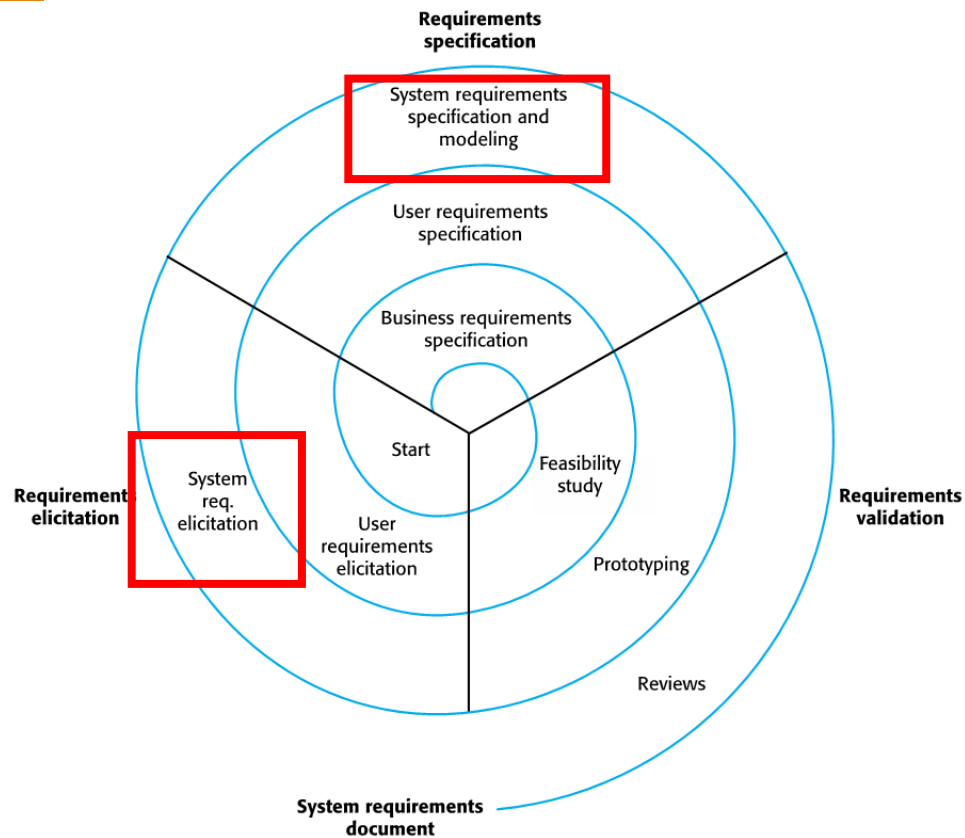 Requirements
specification
System requirements
specification and
modeling
User requirements
specification
Business requirements
specification
Start
Feasibility
study
System
req.
elicitation
Requirements
elicitation
User
requirements
elicitation
Requirements
validation
Prototyping
Reviews
System requirements
document